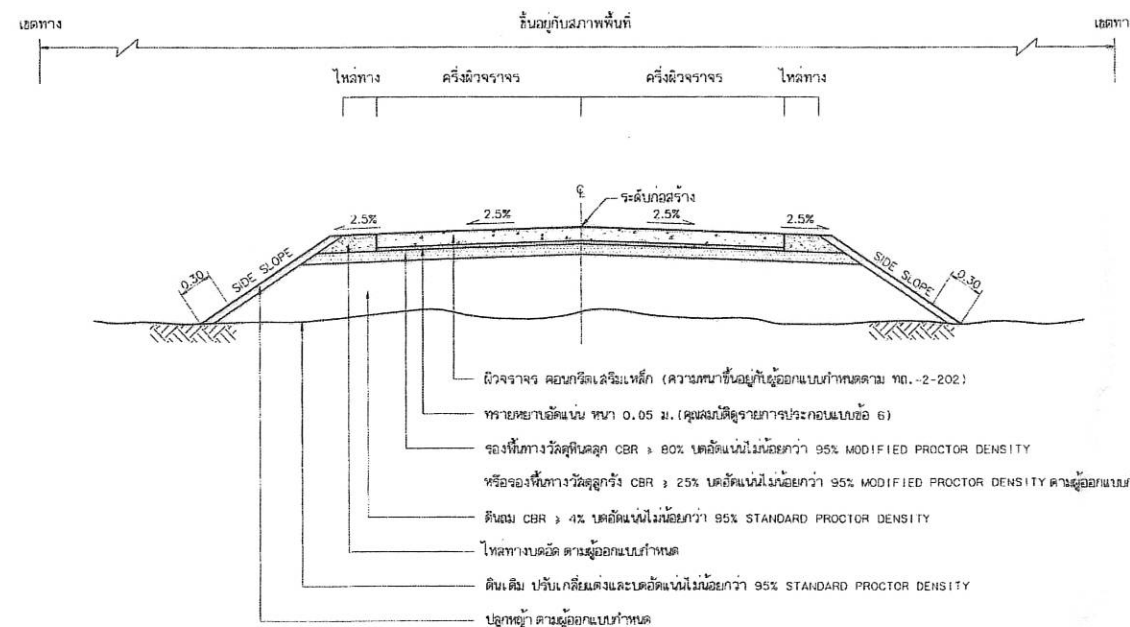 เขตทาง ขึ้นอยู่กับสภาพพื้นที่ เขตทา
ไหล่ทาง ครึ่งผิวจราจร ครึ่งผิวจราจร ไหล่ทาง
℄ ระดับก่อสร้าง
2.5% 2.5% 2.5% 2.5%
0.30 SIDE SLOPE SIDE SLOPE 0.30
ผิวจราจร คอนกรีตเสริมเหล็ก (ความหนาขึ้นอยู่กับผู้ออกแบบกำหนดตาม ทถ.-2-202)
ทรายหยาบอัดแน่น หนา 0.05 ม.(คุณสมบัติดูรายการประกอบแบบข้อ 6)
รองพื้นทางวัสดุหินคลุก CBR ≥ 80% บดอัดแน่นไม่น้อยกว่า 95% MODIFIED PROCTOR DENSITY
หรือรองพื้นทางวัสดุลูกรัง CBR ≥ 25% บดอัดแน่นไม่น้อยกว่า 95% MODIFIED PROCTOR DENSITY ตามผู้ออกแบบ
ดินถม CBR ≥ 4% บดอัดแน่นไม่น้อยกว่า 95% STANDARD PROCTOR DENSITY
ไหล่ทางบดอัด ตามผู้ออกแบบกำหนด
ดินเดิม ปรับเกลี่ยแต่งและบดอัดแน่นไม่น้อยกว่า 95% STANDARD PROCTOR DENSITY
ปลูกหญ้า ตามผู้ออกแบบกำหนด